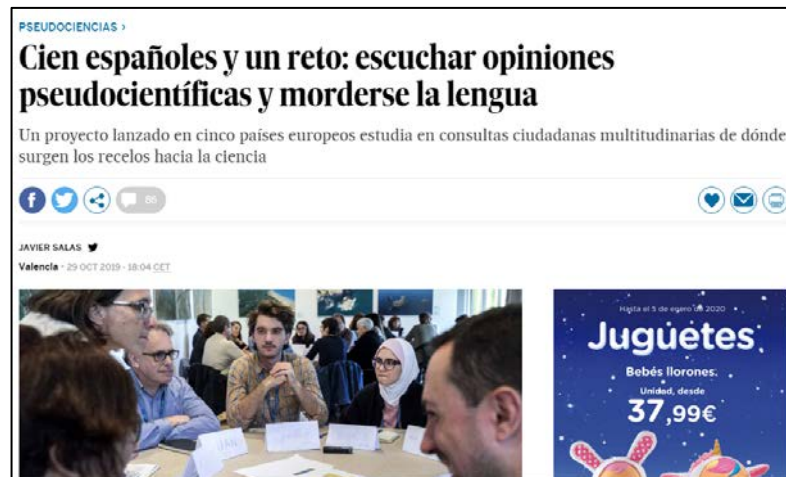 PSEUDOCIENCIAS ›
Cien españoles y un reto: escuchar opiniones
pseudocientíficas y morderse la lengua
Un proyecto lanzado en cinco países europeos estudia en consultas ciudadanas multitudinarias de dónde
surgen los recelos hacia la ciencia
86
JAVIER SALAS
Valencia - 29 OCT 2019 - 18:04 CET
Hasta el 5 de enero de 2020
Juguetes.
Bebés llorones.
Unidad, desde
37,99€